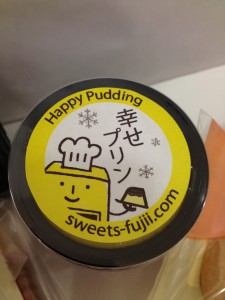 Happy Pudding
幸せ
プリン
sweets-fujii.com